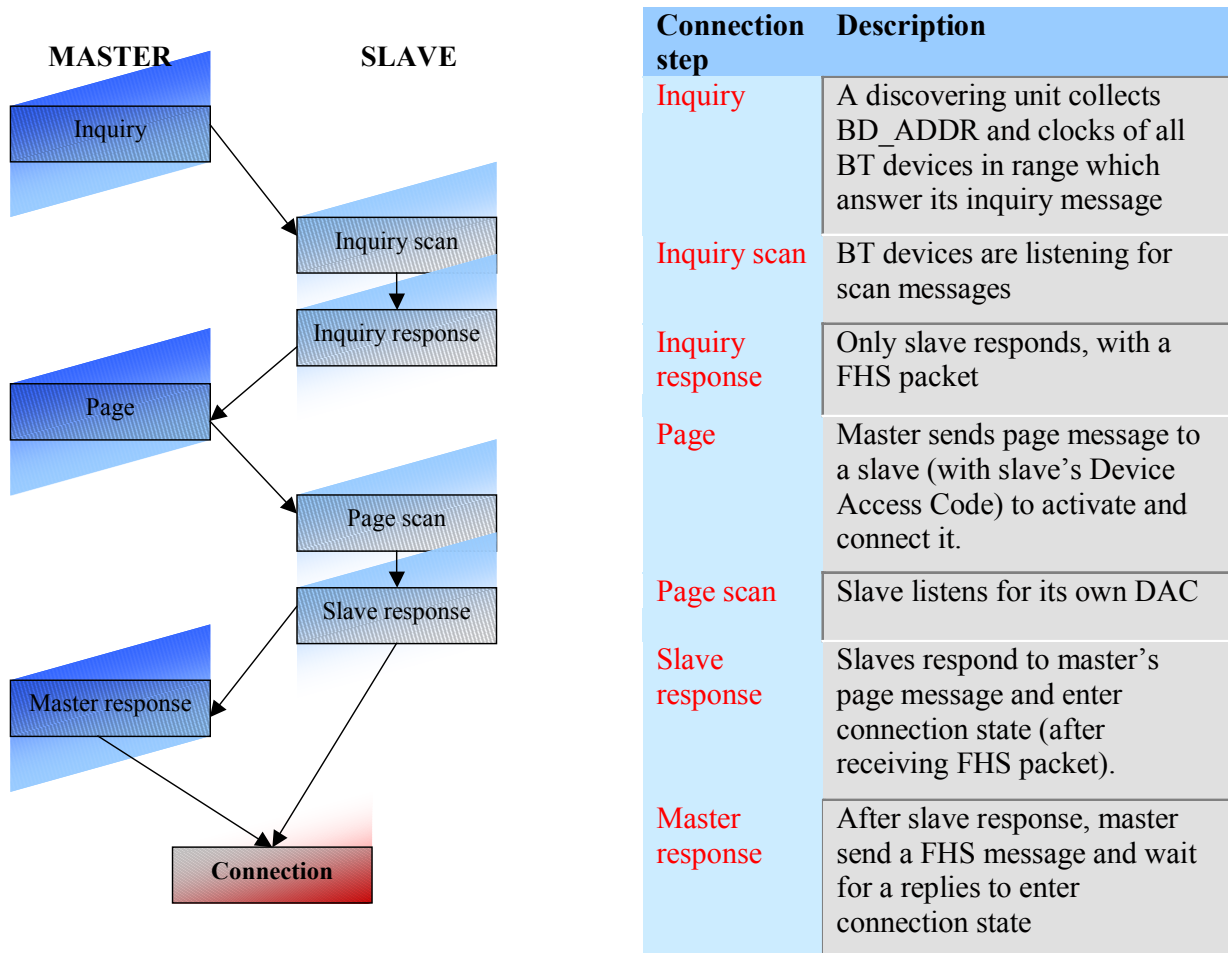 MASTER
SLAVE
Inquiry
Inquiry scan
Inquiry response
Page
Page scan
Slave response
Master response
Connection
Connection
step
Description
Inquiry
A discovering unit collects
BD_ADDR and clocks of all
BT devices in range which
answer its inquiry message
Inquiry scan
BT devices are listening for
scan messages
Inquiry
response
Only slave responds, with a
FHS packet
Page
Master sends page message to
a slave (with slave's Device
Access Code) to activate and
connect it.
Page scan
Slave listens for its own DAC
Slave
response
Slaves respond to master's
page message and enter
connection state (after
receiving FHS packet).
Master
response
After slave response, master
send a FHS message and wait
for a replies to enter
connection state